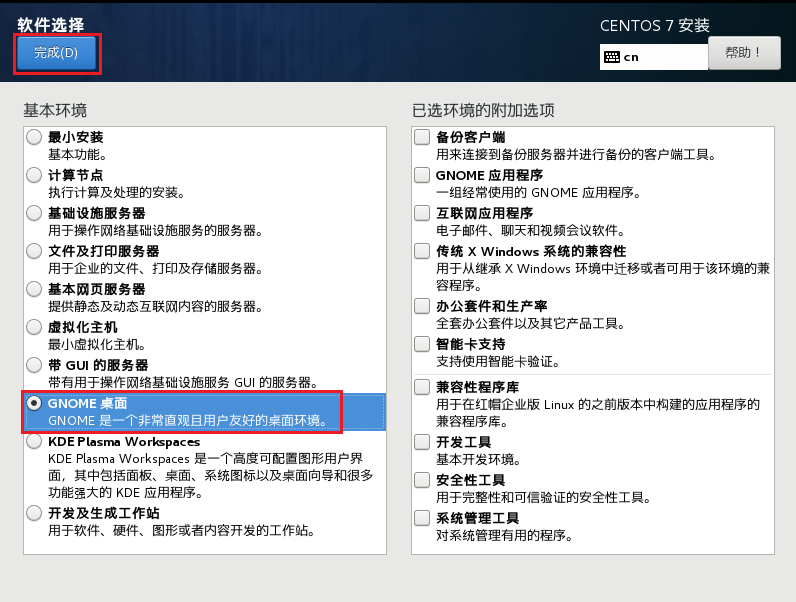 软件选择
CENTOS 7 安装
完成(D)
cn
帮助！
基本环境
最小安装
基本功能。
计算节点
执行计算及处理的安装。
基础设施服务器
用于操作网络基础设施服务的服务器。
文件及打印服务器
用于企业的文件、打印及存储服务器。
基本网页服务器
提供静态及动态互联网内容的服务器。
虚拟化主机
最小虚拟化主机。
带 GUI 的服务器
带有用于操作网络基础设施服务 GUI 的服务器。
GNOME 桌面
GNOME 是一个非常直观且用户友好的桌面环境。
KDE Plasma Workspaces
KDE Plasma Workspaces 是一个高度可配置图形用户界
面，其中包括面板、桌面、系统图标以及桌面向导和很多
功能强大的 KDE 应用程序。
开发及生成工作站
用于软件、硬件、图形或者内容开发的工作站。
已选环境的附加选项
备份客户端
用来连接到备份服务器并进行备份的客户端工具。
GNOME 应用程序
一组经常使用的 GNOME 应用程序。
互联网应用程序
电子邮件、聊天和视频会议软件。
传统 X Windows 系统的兼容性
用于从继承 X Windows 环境中迁移或者可用于该环境的兼
容程序。
办公套件和生产率
全套办公套件以及其它产品工具。
智能卡支持
支持使用智能卡验证。
兼容性程序库
用于在红帽企业版 Linux 的之前版本中构建的应用程序的
兼容程序库。
开发工具
基本开发环境。
安全性工具
用于完整性和可信验证的安全性工具。
系统管理工具
对系统管理有用的程序。